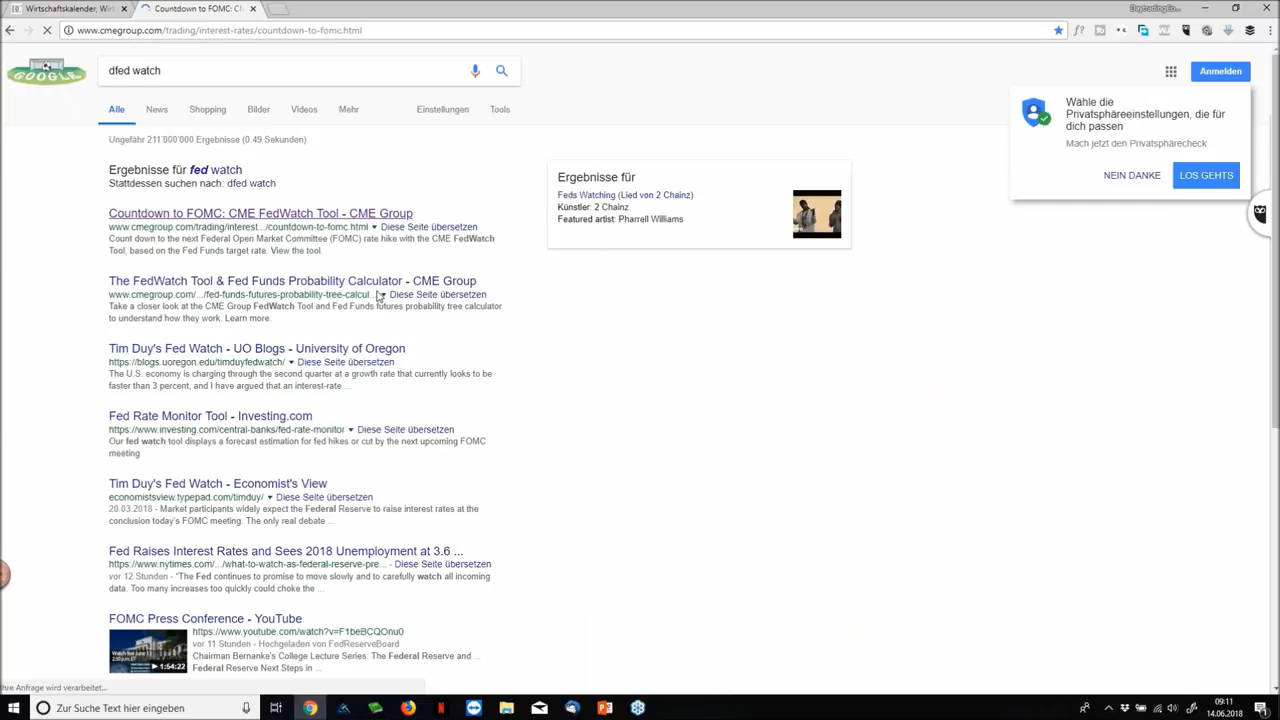 Wirtschaftskalender, Wirt
Countdown to FOMC: C
DaytradingCo
www.cmegroup.com/trading/interest-rates/countdown-to-fomc.html
GOOGLE
dfed watch
Anmelden
Alle News Shopping Bilder Videos Mehr Einstellungen Tools
Wähle die
Privatsphäreeinstellungen, die für
dich passen
Mach jetzt den Privatsphärecheck
NEIN DANKE LOS GEHTS
Ungefähr 211'000'000 Ergebnisse (0.49 Sekunden)
Ergebnisse für fed watch
Stattdessen suchen nach: dfed watch
Countdown to FOMC: CME FedWatch Tool - CME Group
www.cmegroup.com/trading/interest.../countdown-to-fomc.html Diese Seite übersetzen
Count down to the next Federal Open Market Committee (FOMC) rate hike with the CME FedWatch
Tool, based on the Fed Funds target rate. View the tool.
The FedWatch Tool & Fed Funds Probability Calculator - CME Group
www.cmegroup.com/.../fed-funds-futures-probability-tree-calcul... Diese Seite übersetzen
Take a closer look at the CME Group FedWatch Tool and Fed Funds futures probability tree calculator
to understand how they work. Learn more.
Tim Duy's Fed Watch - UO Blogs - University of Oregon
https://blogs.uoregon.edu/timduyfedwatch/ Diese Seite übersetzen
The U.S. economy is charging through the second quarter at a growth rate that currently looks to be
faster than 3 percent, and I have argued that an interest-rate ...
Fed Rate Monitor Tool - Investing.com
https://www.investing.com/central-banks/fed-rate-monitor Diese Seite übersetzen
Our fed watch tool displays a forecast estimation for fed hikes or cut by the next upcoming FOMC
meeting
Tim Duy's Fed Watch - Economist's View
economistsview.typepad.com/timduy/ Diese Seite übersetzen
20.03.2018 - Market participants widely expect the Federal Reserve to raise interest rates at the
conclusion today's FOMC meeting. The only real debate ...
Fed Raises Interest Rates and Sees 2018 Unemployment at 3.6 ...
https://www.nytimes.com/.../what-to-watch-as-federal-reserve-pre... - Diese Seite übersetzen
vor 12 Stunden - "The Fed continues to promise to move slowly and to carefully watch all incoming
data. Too many increases too quickly could choke the ...
FOMC Press Conference - YouTube
https://www.youtube.com/watch?v=F1beBCQOnu0
vor 11 Stunden - Hochgeladen von FedReserveBoard
Chairman Bernanke's College Lecture Series: The Federal Reserve and ...
Federal Reserve Next Steps in ...
1:54:22
Ergebnisse für
Feds Watching (Lied von 2 Chainz)
Künstler: 2 Chainz
Featured artist: Pharrell Williams
Ihre Anfrage wird verarbeitet...
Zur Suche Text hier eingeben
09:11
14.06.2018